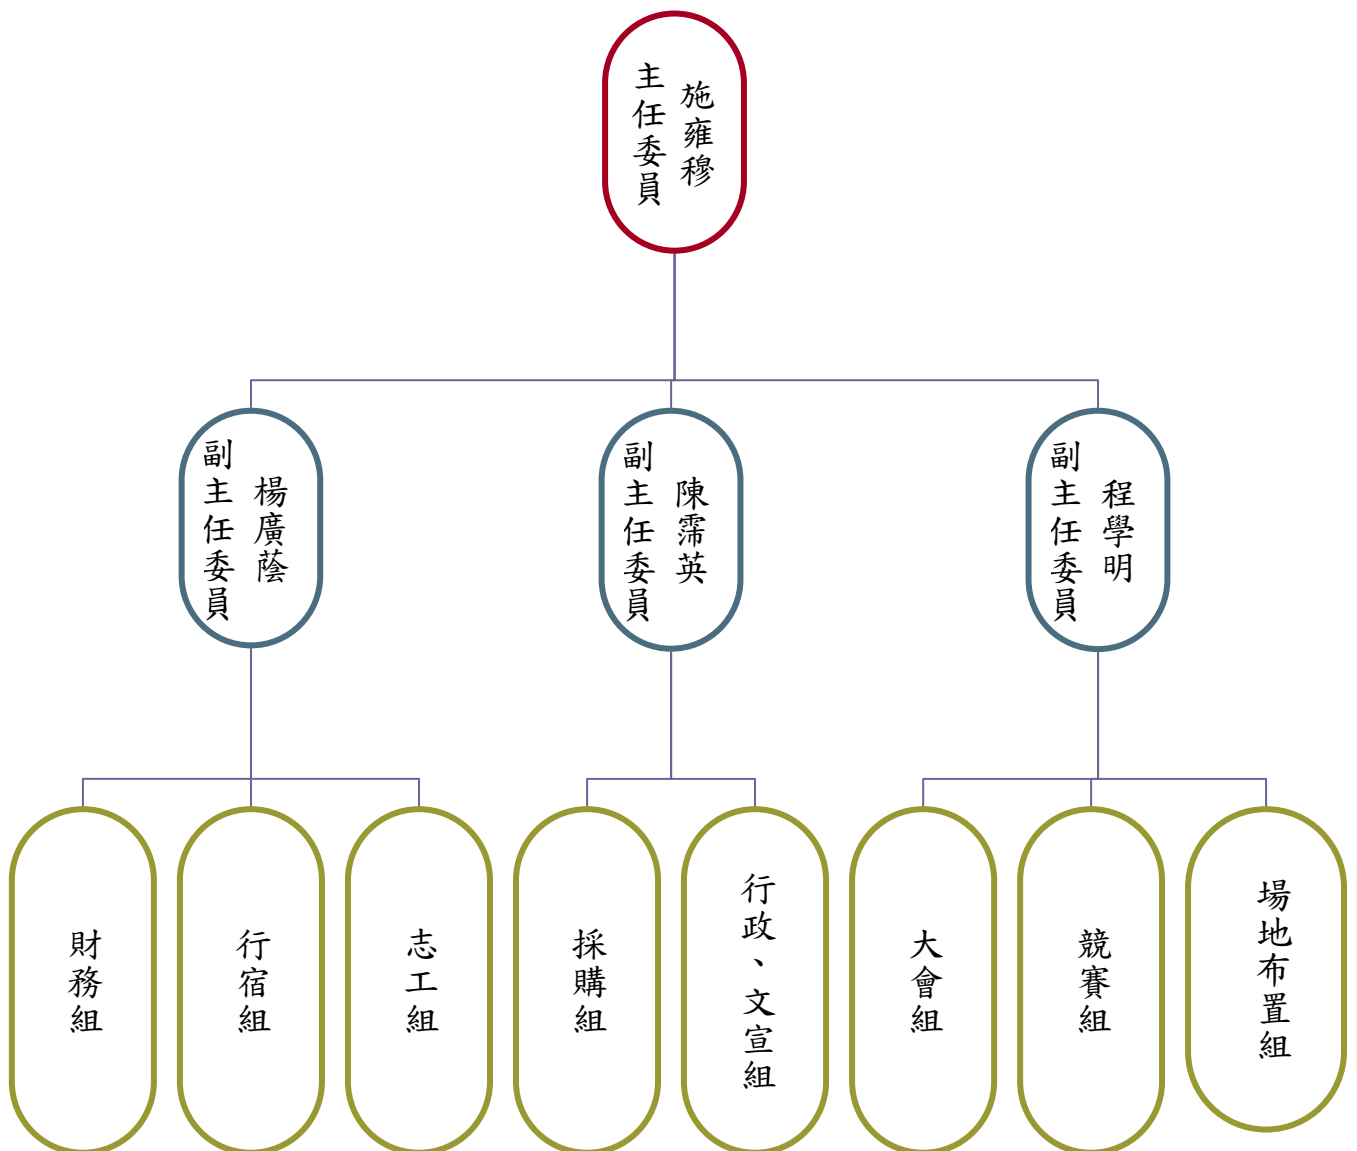 主任委員
施雍穆
副主任委員
楊廣蔭
副主任委員
陳霈英
副主任委員
程學明
財務組
行宿組
志工組
採購組
行政、文宣組
大會組
競賽組
場地布置組